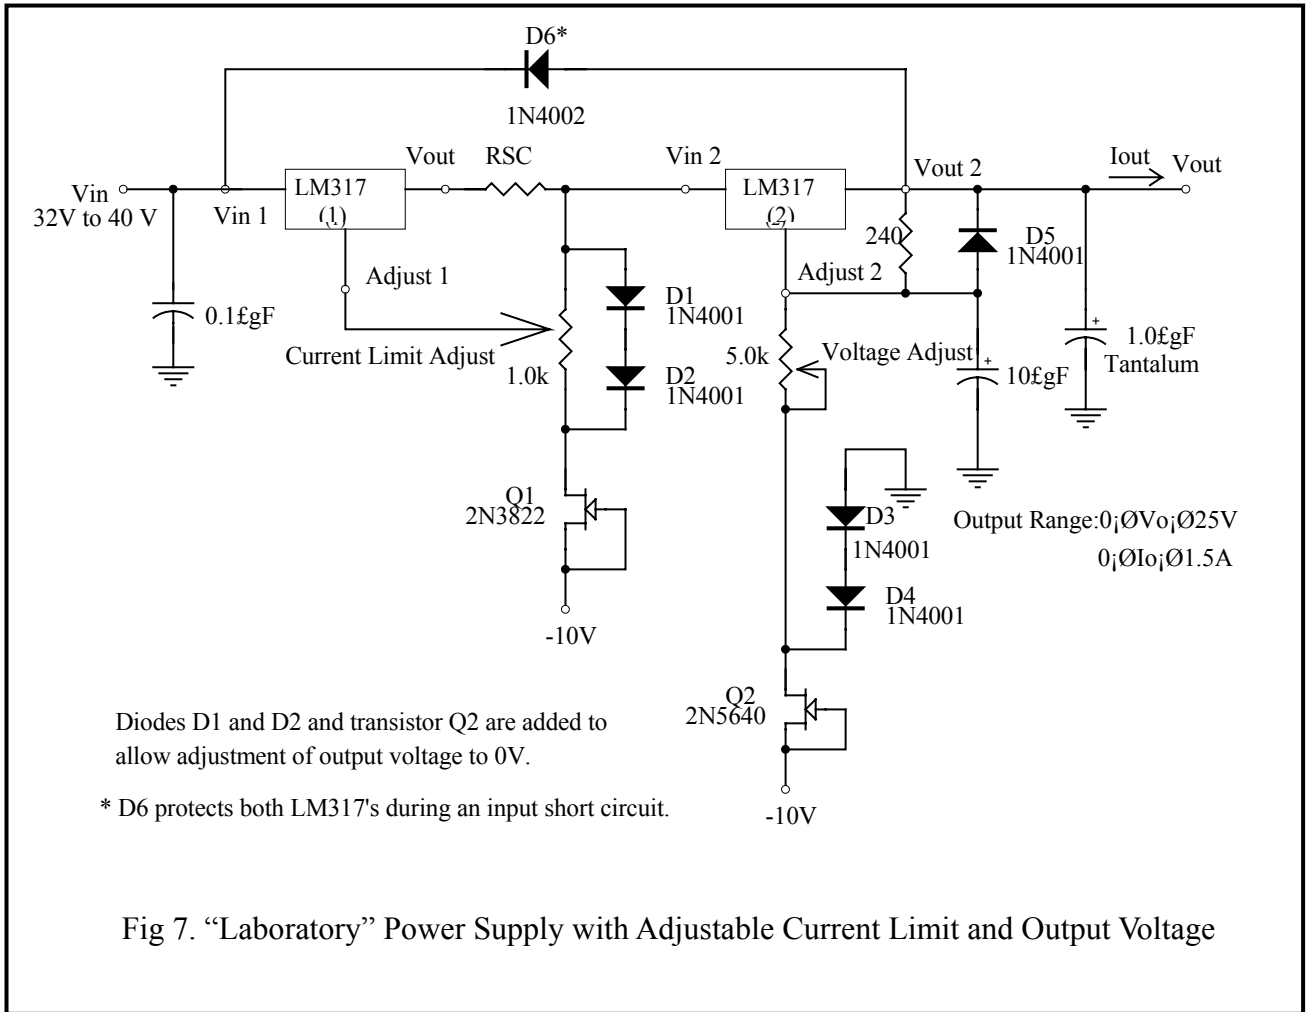 D6*
1N4002
Vout
RSC
Vin 2
Vout 2
Iout
Vout
Vin
32V to 40 V
Vin 1
LM317
(1)
LM317
(2)
240
D5
1N4001
Adjust 1
Adjust 2
0.1£gF
Current Limit Adjust
1.0k
D1
1N4001
D2
1N4001
5.0k
Voltage Adjust
+
10£gF
+
1.0£gF
Tantalum
Q1
2N3822
-10V
D3
1N4001
D4
1N4001
Output Range:0¡ØVo¡Ø25V
0¡ØIo¡Ø1.5A
Q2
2N5640
-10V
Diodes D1 and D2 and transistor Q2 are added to
allow adjustment of output voltage to 0V.
* D6 protects both LM317's during an input short circuit.
Fig 7. “Laboratory” Power Supply with Adjustable Current Limit and Output Voltage